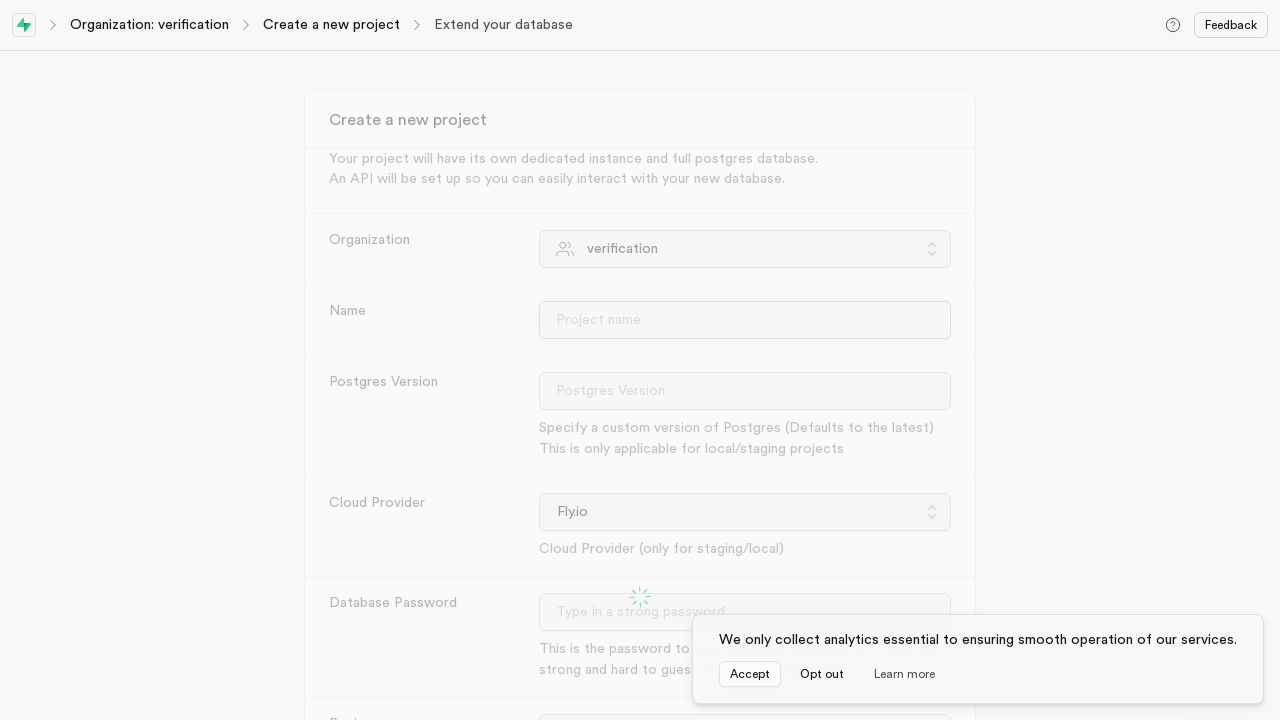 Organization: verification
Create a new project
Extend your database
Feedback
Create a new project
Your project will have its own dedicated instance and full postgres database.
An API will be set up so you can easily interact with your new database.
Organization
verification
Name
Project name
Postgres Version
Postgres Version
Specify a custom version of Postgres (Defaults to the latest)
This is only applicable for local/staging projects
Cloud Provider
Fly.io
Cloud Provider (only for staging/local)
Database Password
Type in a strong password
This is the password to
strong and hard to
We only collect analytics essential to ensuring smooth operation of our services.
Accept
Opt out
Learn more